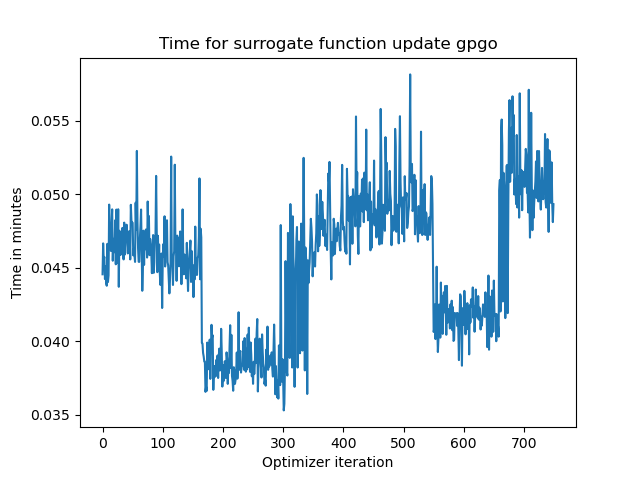 Time for surrogate function update gpgo
Time in minutes
0.055
0.050
0.045
0.040
0.035
0 100 200 300 400 500 600 700
Optimizer iteration